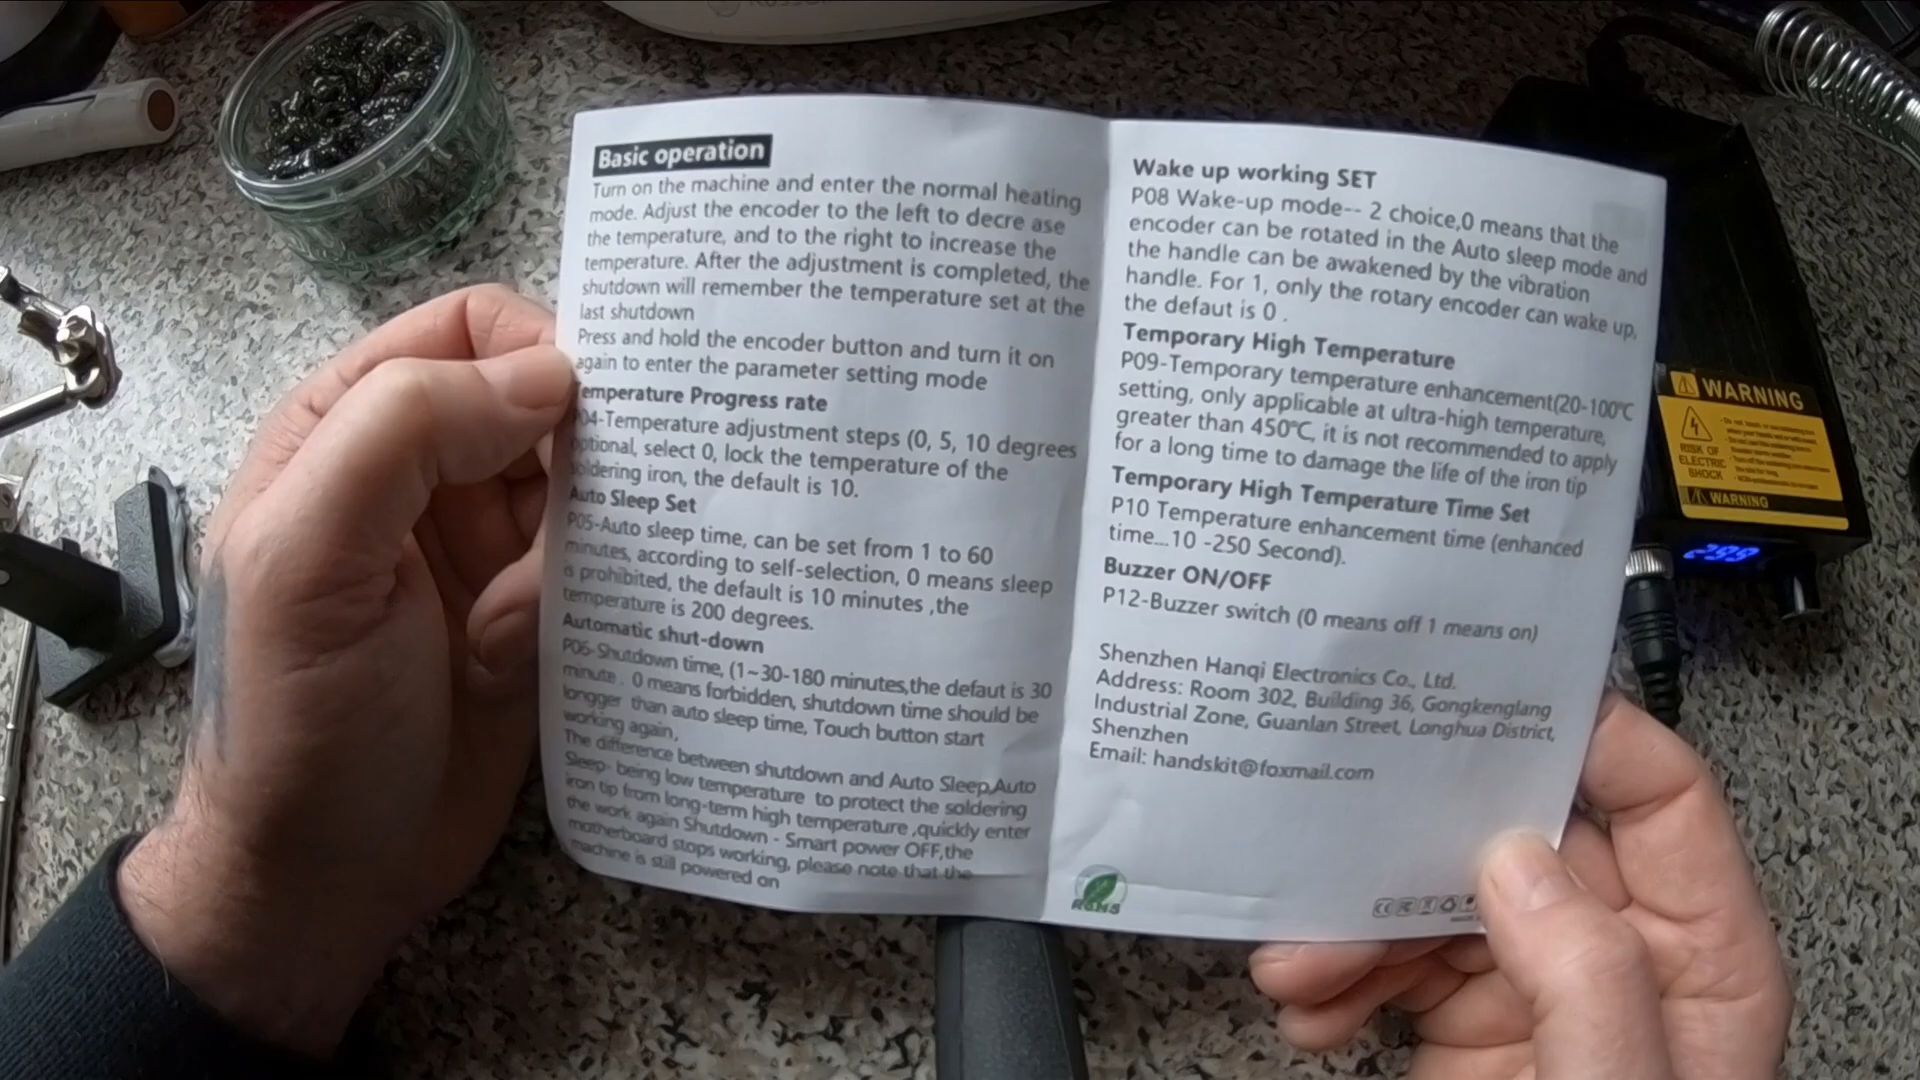 Basic operation
Turn on the machine and enter the normal heating
mode. Adjust the encoder to the left to decre ase
the temperature, and to the right to increase the
temperature. After the adjustment is completed, the
shutdown will remember the temperature set at the
last shutdown
Press and hold the encoder button and turn it on
again to enter the parameter setting mode
emperature Progress rate
04-Temperature adjustment steps (0, 5, 10 degrees
optional, select 0, lock the temperature of the
soldering iron, the default is 10.
Auto Sleep Set
P05-Auto sleep time, can be set from 1 to 60
minutes, according to self-selection, 0 means sleep
is prohibited, the default is 10 minutes ,the
temperature is 200 degrees.
Automatic shut-down
P06-Shutdown time, (1~30-180 minutes,the defaut is 30
minute . 0 means forbidden, shutdown time should be
longger than auto sleep time, Touch button start
working again,
The difference between shutdown and Auto Sleep,Auto
Sleep- being low temperature to protect the soldering
iron tip from long-term high temperature ,quickly enter
the work again Shutdown - Smart power OFF,the
motherboard stops working, please note that the
machine is still powered on
Wake up working SET
P08 Wake-up mode-- 2 choice,0 means that the
encoder can be rotated in the Auto sleep mode and
the handle can be awakened by the vibration
handle. For 1, only the rotary encoder can wake up,
the defaut is 0 .
Temporary High Temperature
P09-Temporary temperature enhancement(20-100℃
setting, only applicable at ultra-high temperature,
greater than 450℃, it is not recommended to apply
for a long time to damage the life of the iron tip
Temporary High Temperature Time Set
P10 Temperature enhancement time (enhanced
time...10 -250 Second).
Buzzer ON/OFF
P12-Buzzer switch (0 means off 1 means on)
Shenzhen Hanqi Electronics Co., Ltd.
Address: Room 302, Building 36, Gongkenglang
Industrial Zone, Guanlan Street, Longhua District,
Shenzhen
Email: handskit@foxmail.com
RoHS
WARNING
RISK OF
ELECTRIC
SHOCK
WARNING
299